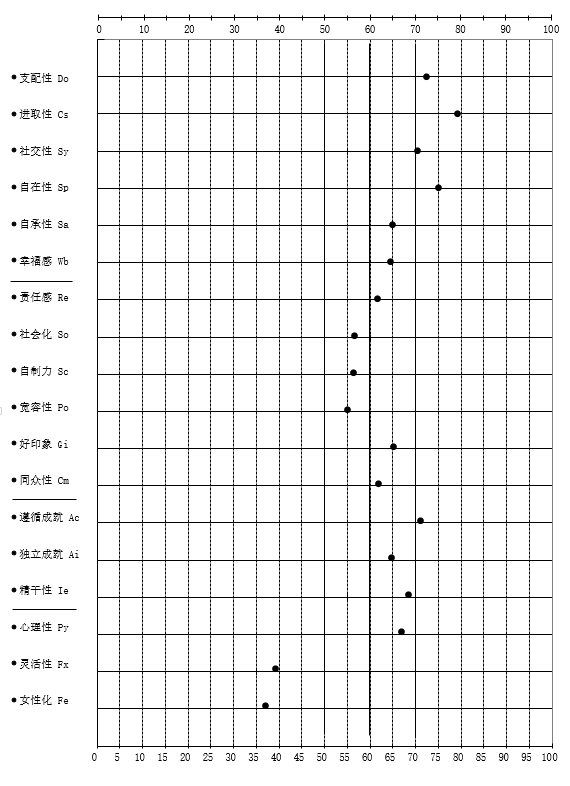 0 10 20 30 40 50 60 70 80 90 100
● 支配性 Do
● 进取性 Cs
● 社交性 Sy
● 自在性 Sp
● 自承性 Sa
● 幸福感 Wb
● 责任感 Re
● 社会化 So
● 自制力 Sc
● 宽容性 Po
● 好印象 Gi
● 同众性 Cm
● 遵循成就 Ac
● 独立成就 Ai
● 精干性 Ie
● 心理性 Py
● 灵活性 Fx
● 女性化 Fe
0 5 10 15 20 25 30 35 40 45 50 55 60 65 70 75 80 85 90 95 100